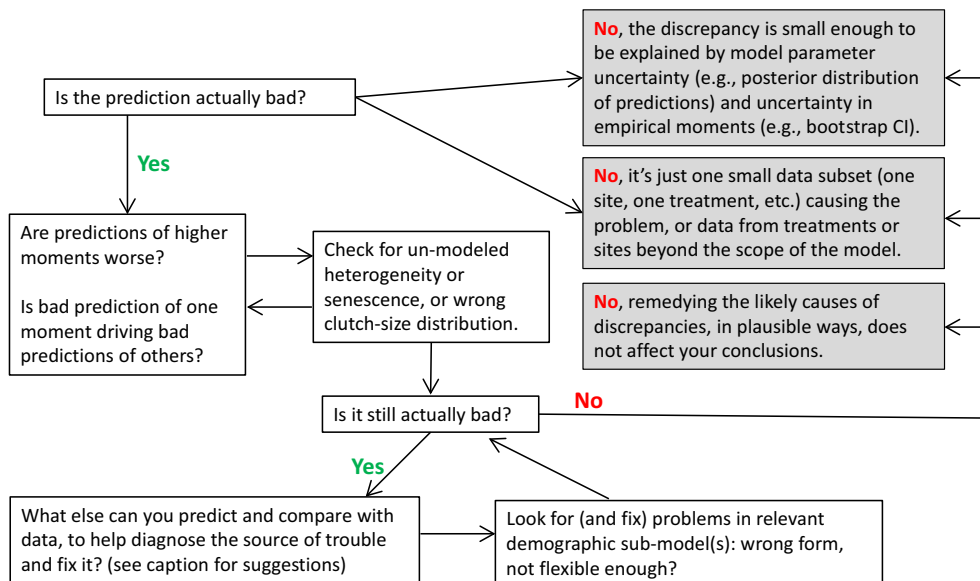 Is the prediction actually bad?
Yes
No, the discrepancy is small enough to
be explained by model parameter
uncertainty (e.g., posterior distribution
of predictions) and uncertainty in
empirical moments (e.g., bootstrap CI).
No, it's just one small data subset (one
site, one treatment, etc.) causing the
problem, or data from treatments or
sites beyond the scope of the model.
No, remedying the likely causes of
discrepancies, in plausible ways, does
not affect your conclusions.
Are predictions of higher
moments worse?
Is bad prediction of one
moment driving bad
predictions of others?
Check for un-modeled
heterogeneity or
senescence, or wrong
clutch-size distribution.
Is it still actually bad?
No
Yes
What else can you predict and compare with
data, to help diagnose the source of trouble
and fix it? (see caption for suggestions)
Look for (and fix) problems in relevant
demographic sub-model(s): wrong form,
not flexible enough?